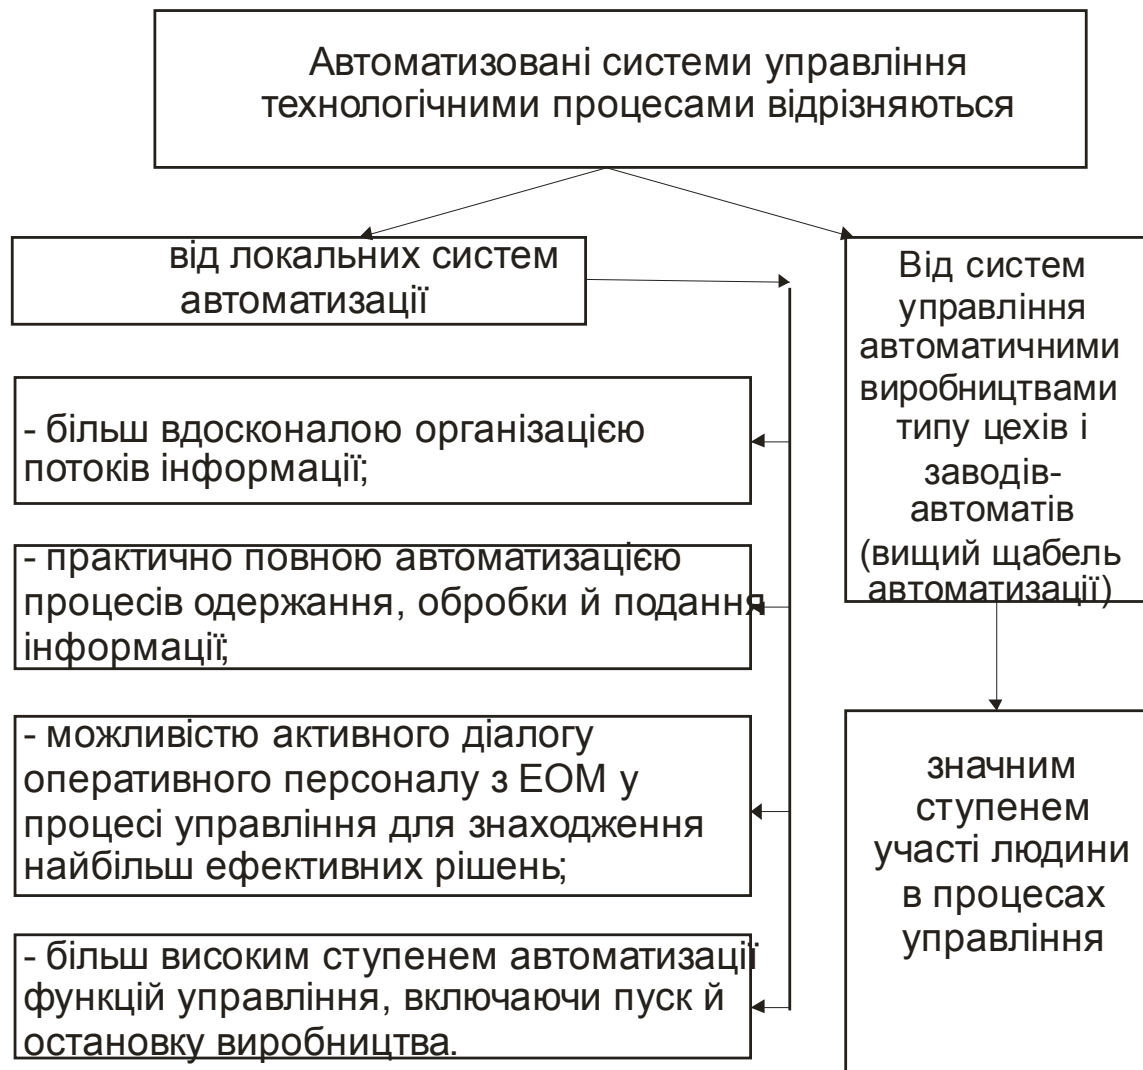 Автоматизовані системи управління
технологічними процесами відрізняються
від локальних систем
автоматизації
- більш вдосконалою організацією
потоків інформації;
- практично повною автоматизацією
процесів одержання, обробки й подання
інформації;
- можливістю активного діалогу
оперативного персоналу з ЕОМ у
процесі управління для знаходження
найбільш ефективних рішень;
- більш високим ступенем автоматизації
функцій управління, включаючи пуск й
остановку виробництва.
Від систем
управління
автоматичними
виробництвами
типу цехів і
заводів-
автоматів
(вищий щабель
автоматизації)
значним
ступенем
участі людини
в процесах
управління